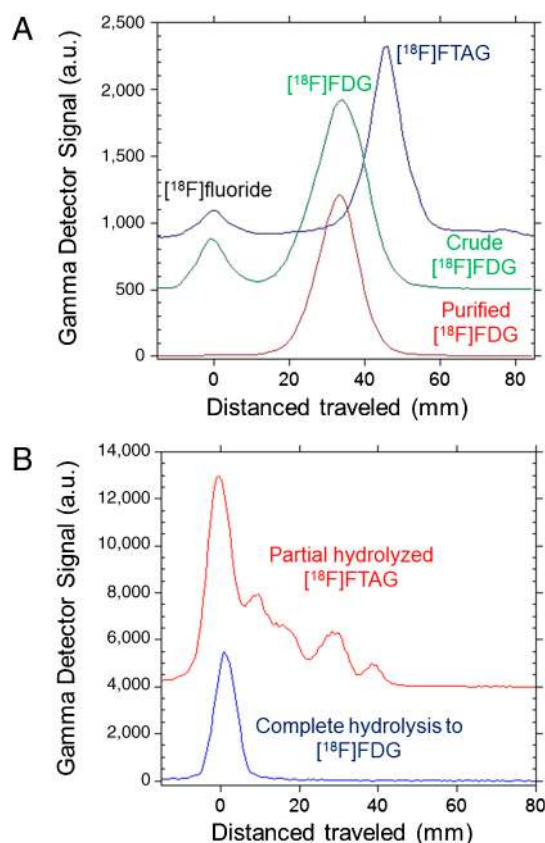 A
Gamma Detector Signal (a.u.)
2,500
2,000
1,500
1,000
500
0
[¹⁸F]FTAG
[¹⁸F]FDG
[¹⁸F]fluoride
Crude
[¹⁸F]FDG
Purified
[¹⁸F]FDG
0 20 40 60 80
Distanced traveled (mm)
B
Gamma Detector Signal (a.u.)
14,000
12,000
10,000
8,000
6,000
4,000
2,000
0
Partial hydrolyzed
[¹⁸F]FTAG
Complete hydrolysis to
[¹⁸F]FDG
0 20 40 60 80
Distanced traveled (mm)